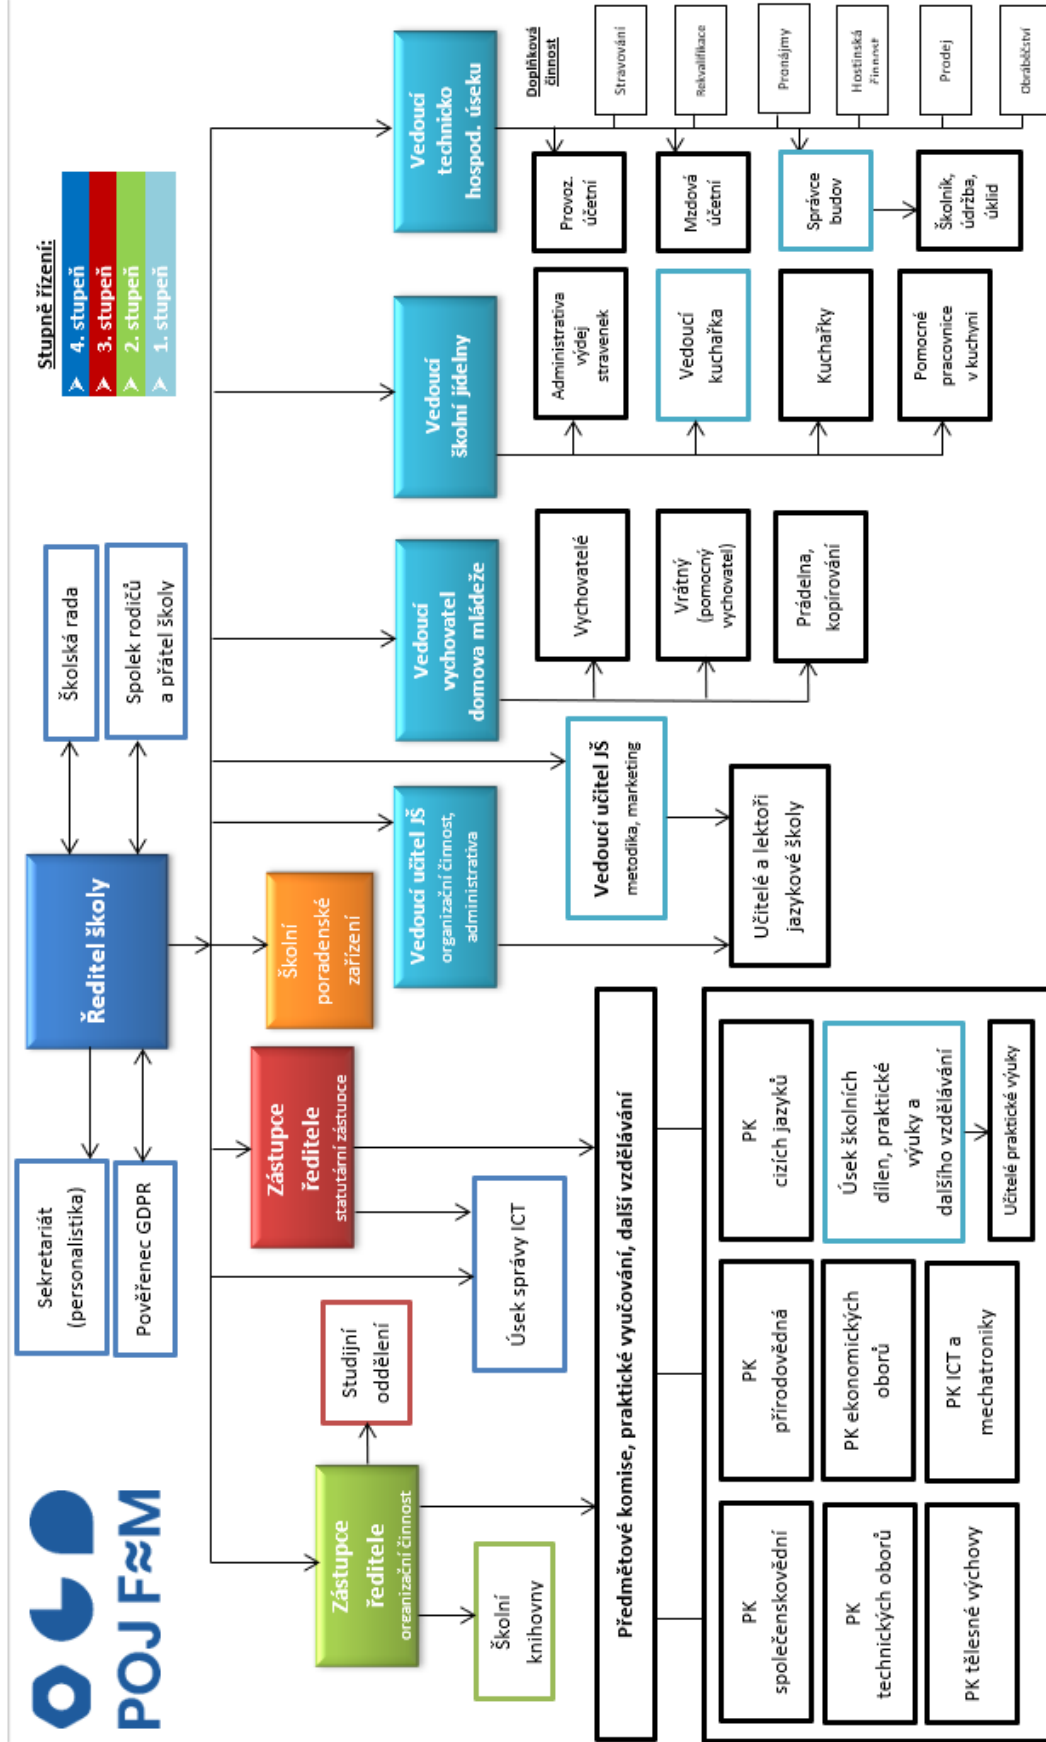 POJ F≈M
Stupně řízení:
4. stupeň
3. stupeň
2. stupeň
1. stupeň
Sekretariát
(personalistika)
Pověřenec GDPR
Ředitel školy
Školská rada
Spolek rodičů
a přátel školy
Zástupce
ředitele
organizační činnost
Studijní
oddělení
Školní
knihovny
Zástupce
ředitele
statutární zástupce
Úsek správy ICT
Školní
poradenské
zařízení
Vedoucí učitel JŠ
organizační činnost,
administrativa
Vedoucí učitel JŠ
metodika, marketing
Učitelé a lektoři
jazykové školy
Vedoucí
vychovatel
domova mládeže
Vychovatelé
Vrátný
(pomocný
vychovatel)
Prádelna,
kopírování
Vedoucí
školní jídelny
Administrativa
výdej
stravenek
Vedoucí
kuchařka
Kuchařky
Pomocné
pracovnice
v kuchyni
Vedoucí
technicko
hospod. úseku
Provoz.
účetní
Mzdová
účetní
Správce
budov
Školník,
údržba,
úklid
Doplňková
činnost
Stravování
Rekvalifikace
Pronájmy
Hostinská
činnost
Prodej
Obráběčství
Předmětové komise, praktické vyučování, další vzdělávání
PK
společenskovědní
PK
přírodovědná
PK
cizích jazyků
PK
technických oborů
PK ekonomických
oborů
Úsek školních
dílen, praktické
výuky a
dalšího vzdělávání
PK tělesné výchovy
PK ICT a
mechatroniky
Učitelé praktické výuky